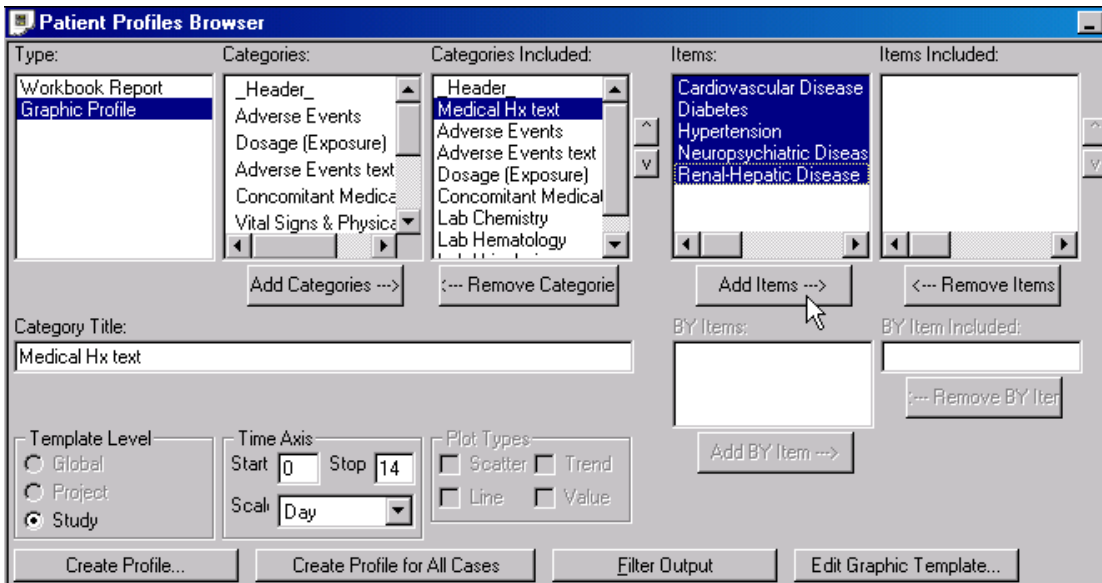 Patient Profiles Browser
Type:
Workbook Report
Graphic Profile
Categories:
_Header_
Adverse Events
Dosage (Exposure)
Adverse Events text
Concomitant Medica
Vital Signs & Physica
Add Categories --->
Categories Included:
_Header_
Medical Hx text
Adverse Events
Adverse Events text
Dosage (Exposure)
Concomitant Medical
Lab Chemistry
Lab Hematology
<--- Remove Categorie
^
v
Items:
Cardiovascular Disease
Diabetes
Hypertension
Neuropsychiatric Diseas
Renal-Hepatic Disease
Add Items --->
Items Included:
<--- Remove Items
^
v
Category Title:
Medical Hx text
BY Items:
Add BY Item --->
BY Item Included:
:--- Remove BY Iter
Template Level
Global
Project
Study
Time Axis
Start 0 Stop 14
Scal Day
Plot Types
Scatter Trend
Line Value
Create Profile...
Create Profile for All Cases
Filter Output
Edit Graphic Template...